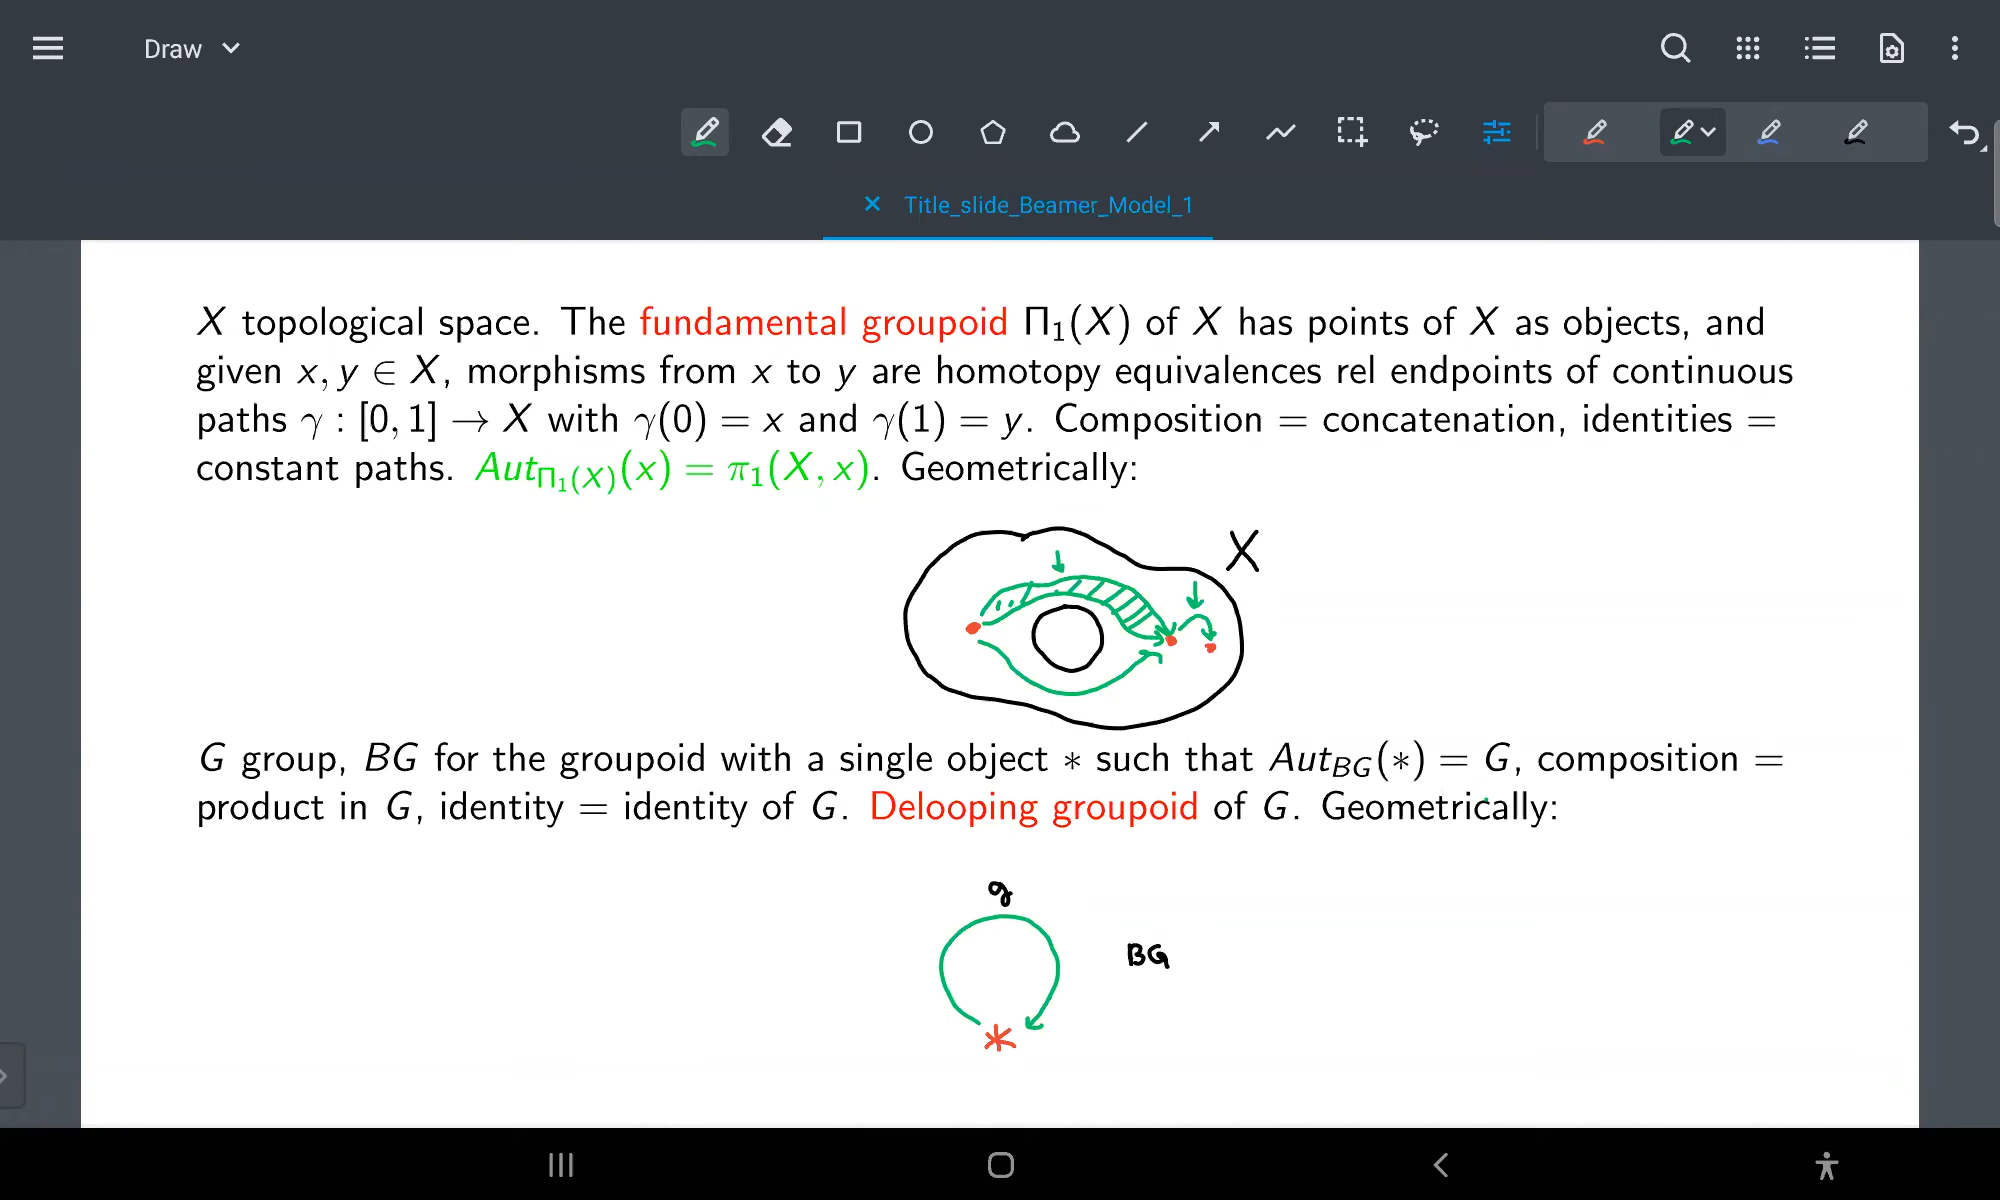 Draw
Title_slide_Beamer_Model_1
X topological space. The fundamental groupoid Π₁(X) of X has points of X as objects, and
given x, y ∈ X, morphisms from x to y are homotopy equivalences rel endpoints of continuous
paths γ : [0, 1] → X with γ(0) = x and γ(1) = y. Composition = concatenation, identities =
constant paths. Aut_{Π₁(X)}(x) = π₁(X, x). Geometrically:
X
G group, BG for the groupoid with a single object ∗ such that Aut_{BG}(∗) = G, composition =
product in G, identity = identity of G. Delooping groupoid of G. Geometrically:
g
BG
*